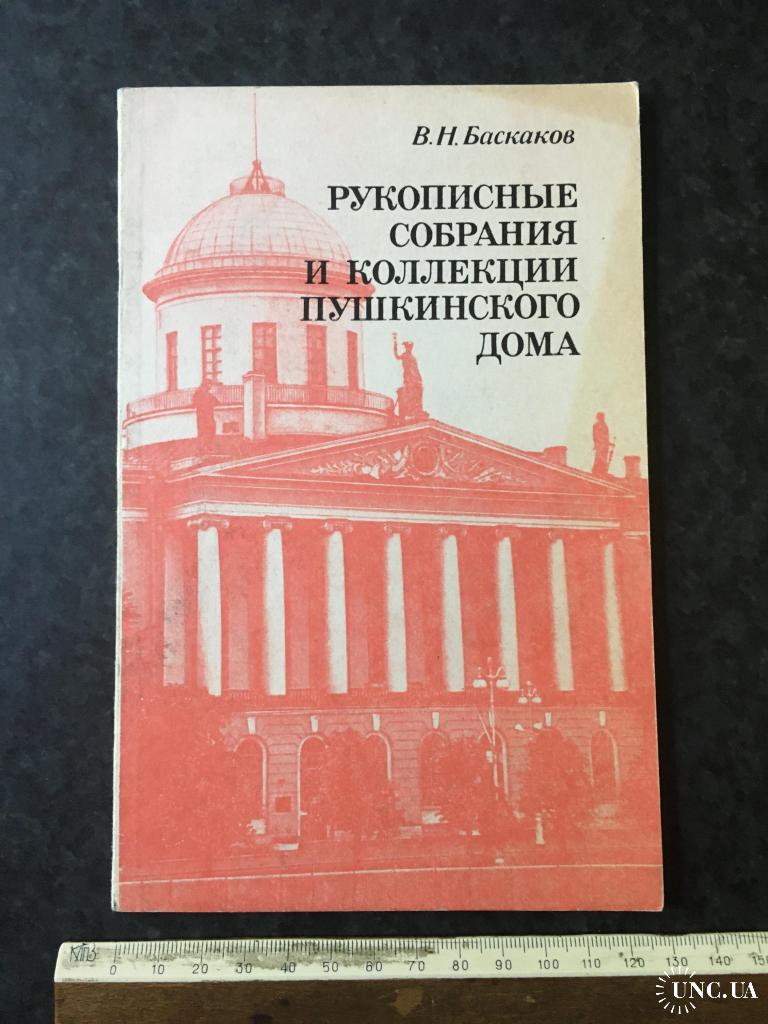 В.Н. Баскаков
РУКОПИСНЫЕ
СОБРАНИЯ
И КОЛЛЕКЦИИ
ПУШКИНСКОГО
ДОМА
0 10 20 30 40 50 60 70 80 90 100 110 120 130 140 150
UNC.UA